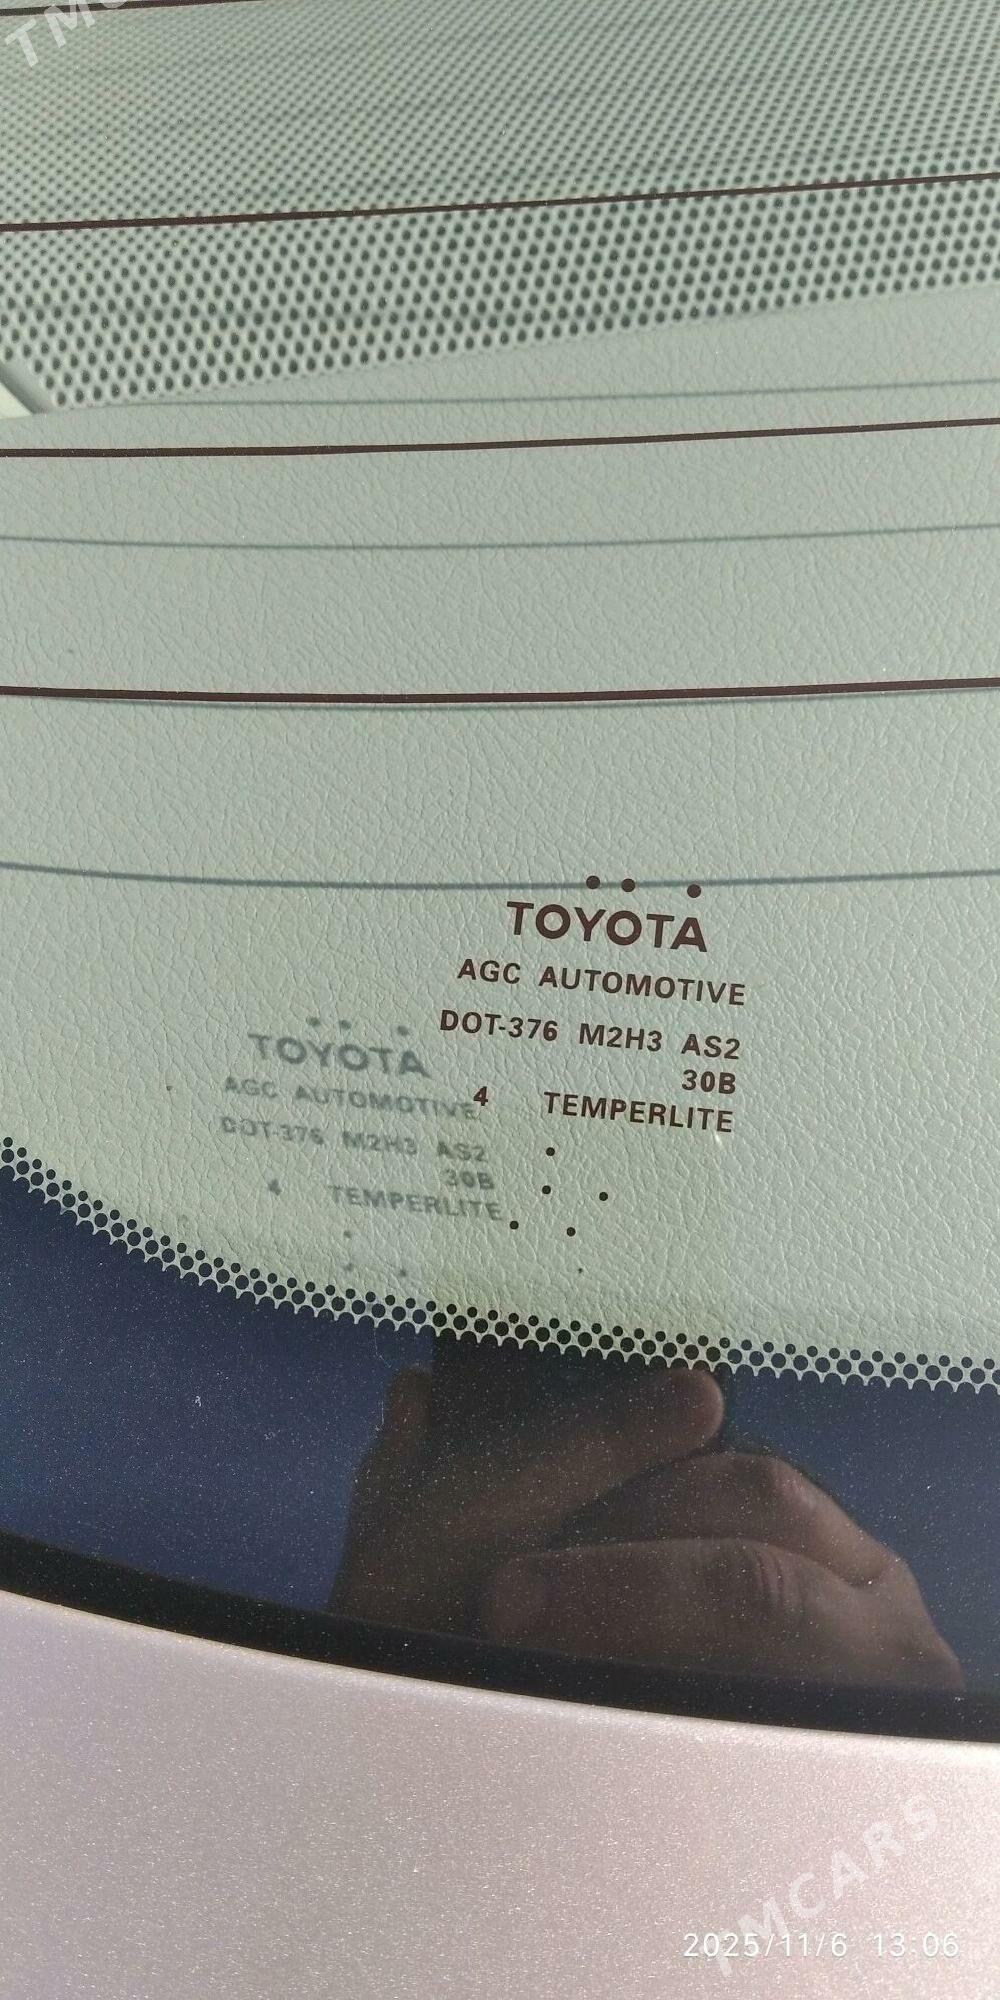 TOYOTA
AGC AUTOMOTIVE
DOT-376 M2H3 AS2
30B
4 TEMPERLITE
TOYOTA
AGC AUTOMOTIVE
DOT-376 M2H3 AS2
30B
4 TEMPERLITE
TMCARS
2025/11/6 13:06